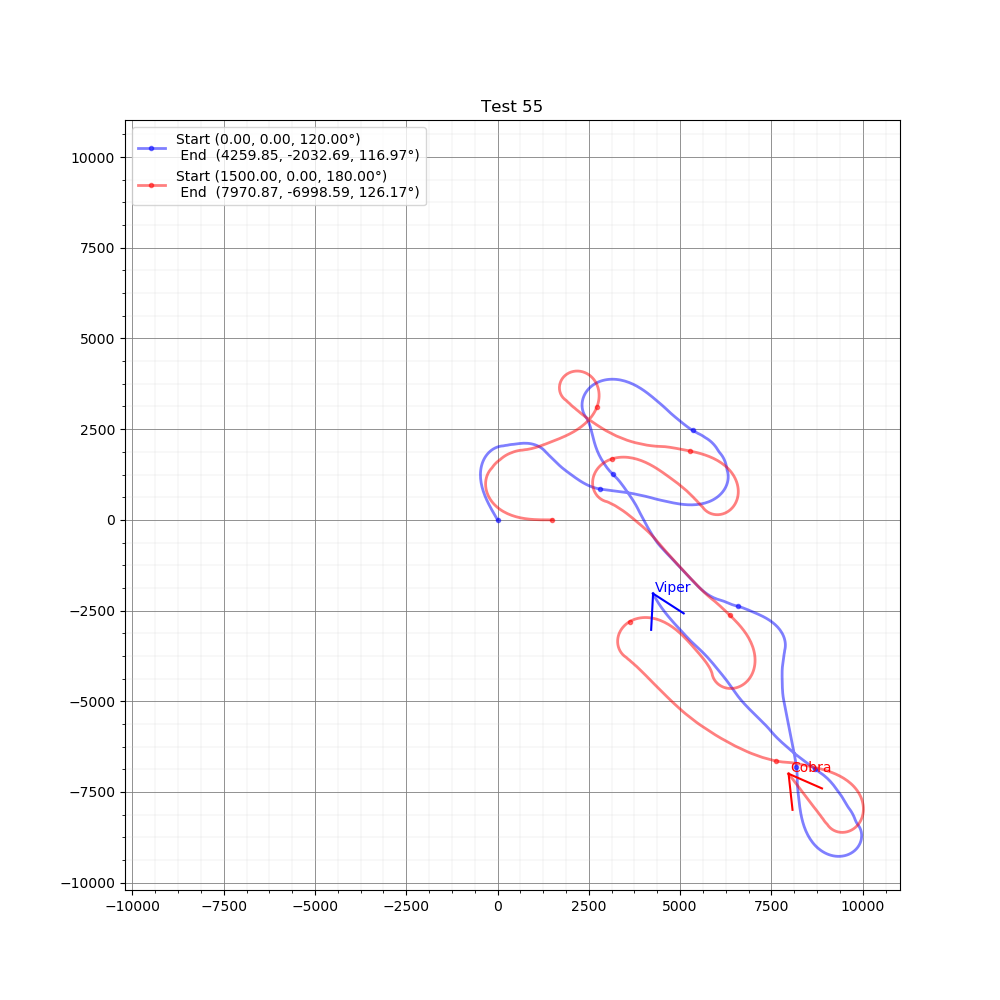 Test 55
Start (0.00, 0.00, 120.00°)
End  (4259.85, -2032.69, 116.97°)
Start (1500.00, 0.00, 180.00°)
End  (7970.87, -6998.59, 126.17°)
10000
7500
5000
2500
0
−2500
−5000
−7500
−10000
Viper
Cobra
−10000 −7500 −5000 −2500 0 2500 5000 7500 10000